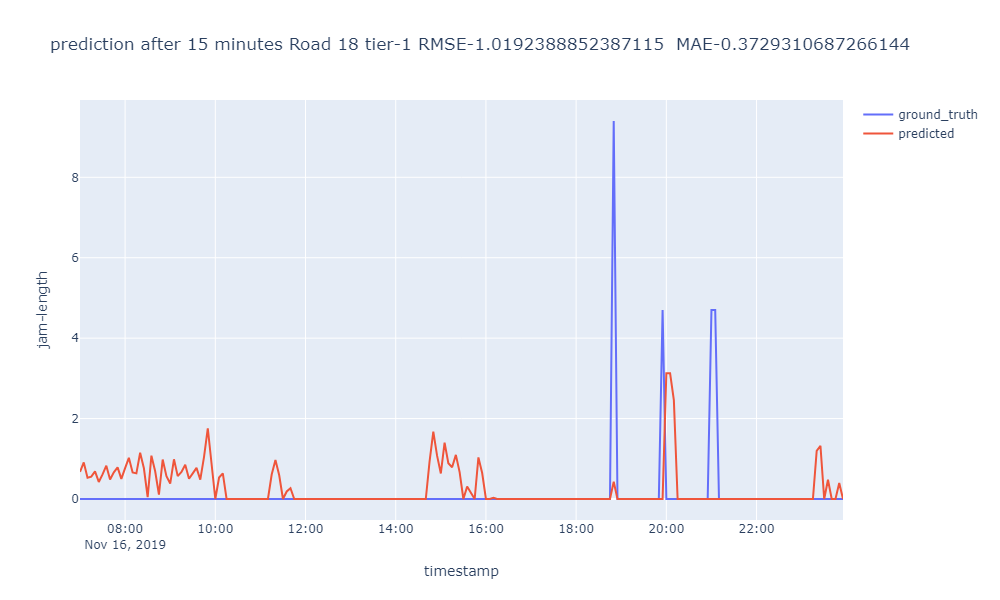 prediction after 15 minutes Road 18 tier-1 RMSE-1.0192388852387115  MAE-0.3729310687266144
ground_truth
predicted
jam-length
8
6
4
2
0
08:00
10:00
12:00
14:00
16:00
18:00
20:00
22:00
Nov 16, 2019
timestamp